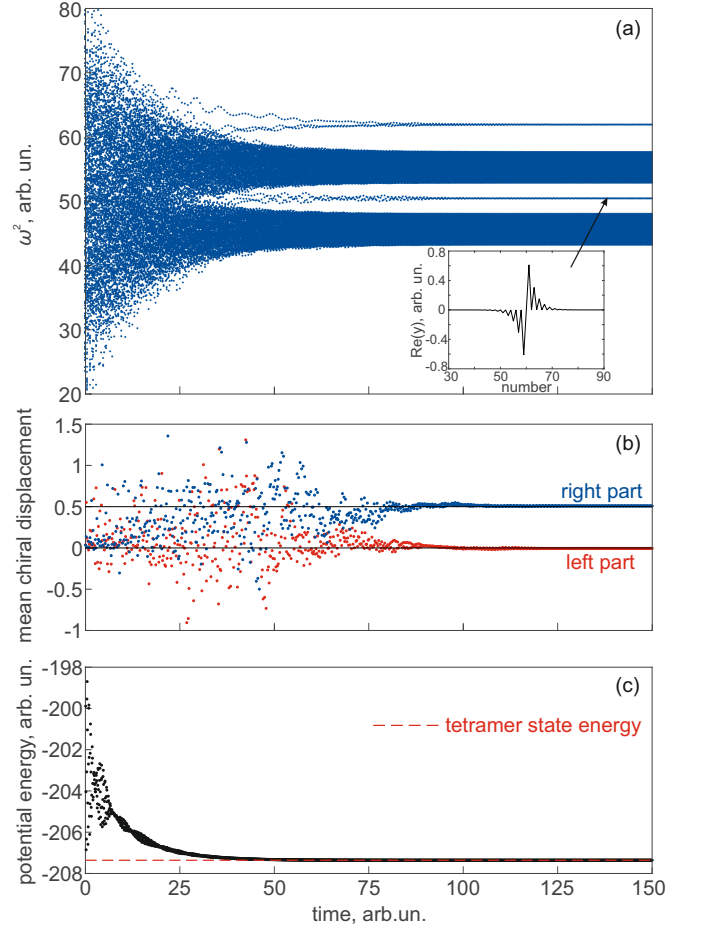 80
(a)
70
60
ω², arb. un.
50
40
30
20
0.8
Re(y), arb. un.
0
-0.4
-0.8
30 50 70 90
number
1.5
(b)
mean chiral displacement
1
0.5
right part
0
left part
-0.5
-1
-198
(c)
potential energy, arb. un.
-200
tetramer state energy
-202
-204
-206
-208
0 25 50 75 100 125 150
time, arb.un.